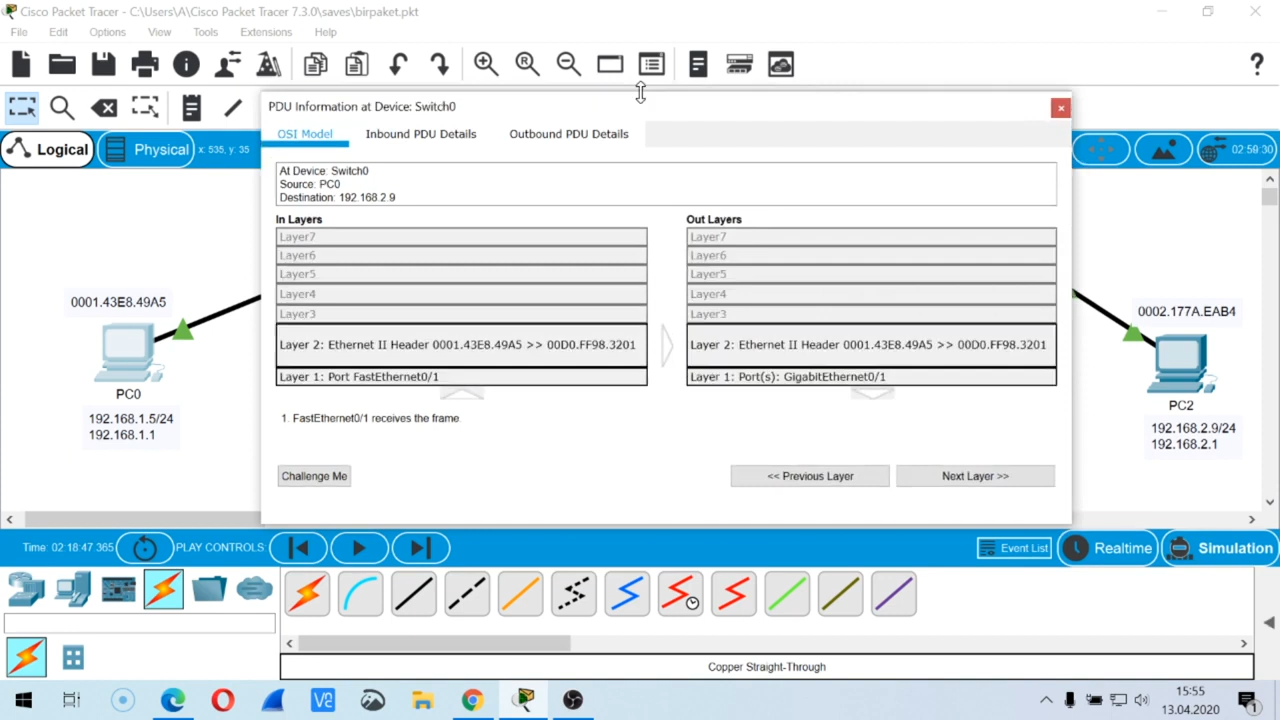 Cisco Packet Tracer - C:\Users\A\Cisco Packet Tracer 7.3.0\saves\birpaket.pkt
File Edit Options View Tools Extensions Help
PDU Information at Device: Switch0
OSI Model Inbound PDU Details Outbound PDU Details
Logical Physical x: 535, y: 35 02:59:30
At Device: Switch0
Source: PC0
Destination: 192.168.2.9
In Layers Out Layers
Layer7 Layer7
Layer6 Layer6
Layer5 Layer5
Layer4 Layer4
Layer3 Layer3
Layer 2: Ethernet II Header 0001.43E8.49A5 >> 00D0.FF98.3201 Layer 2: Ethernet II Header 0001.43E8.49A5 >> 00D0.FF98.3201
Layer 1: Port FastEthernet0/1 Layer 1: Port(s): GigabitEthernet0/1
1. FastEthernet0/1 receives the frame
Challenge Me << Previous Layer Next Layer >>
0001.43E8.49A5
PC0
192.168.1.5/24
192.168.1.1
0002.177A.EAB4
PC2
192.168.2.9/24
192.168.2.1
Time: 02:18:47 365 PLAY CONTROLS: Event List Realtime Simulation
Copper Straight-Through
15:55
13.04.2020
1